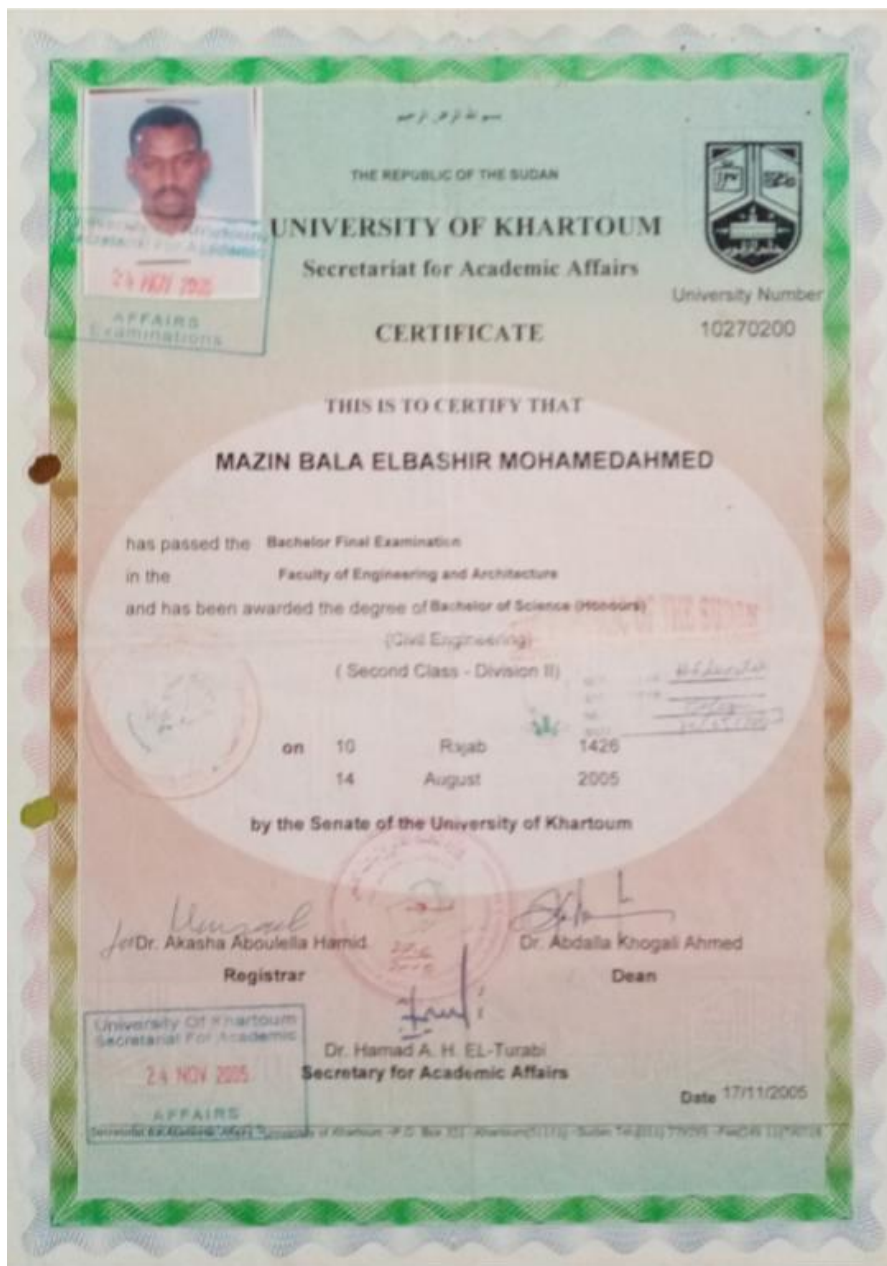 بسم الله الرحمن الرحيم
THE REPUBLIC OF THE SUDAN
UNIVERSITY OF KHARTOUM
Secretariat for Academic Affairs
University Number
10270200
CERTIFICATE
THIS IS TO CERTIFY THAT
MAZIN BALA ELBASHIR MOHAMEDAHMED
has passed the Bachelor Final Examination
in the Faculty of Engineering and Architecture
and has been awarded the degree of Bachelor of Science (Honours)
(Civil Engineering)
( Second Class - Division II)
on 10 Rajab 1426
14 August 2005
by the Senate of the University of Khartoum
for Dr. Akasha Aboulella Hamid
Registrar
Dr. Abdalla Khogali Ahmed
Dean
Dr. Hamad A. H. EL-Turabi
Secretary for Academic Affairs
Date 17/11/2005
24 NOV 2005
AFFAIRS
Examinations
University Of Khartoum
Secretariat For Academic
24 NOV 2005
AFFAIRS